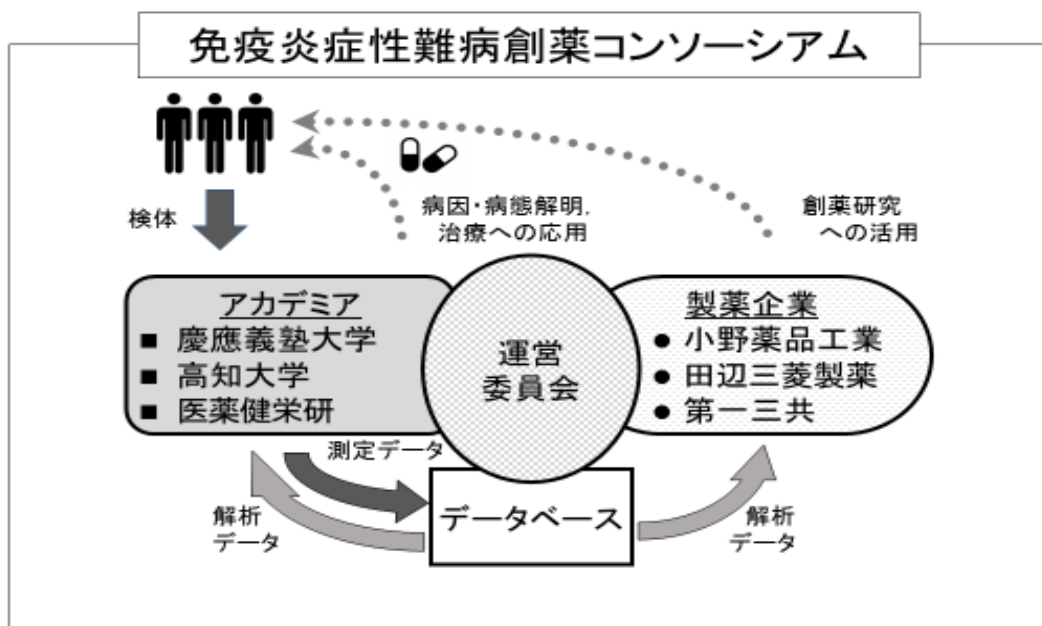 免疫炎症性難病創薬コンソーシアム
検体
病因・病態解明,
治療への応用
創薬研究
への活用
アカデミア
■ 慶應義塾大学
■ 高知大学
■ 医薬健栄研
運営
委員会
製薬企業
● 小野薬品工業
● 田辺三菱製薬
● 第一三共
測定データ
データベース
解析
データ
解析
データ